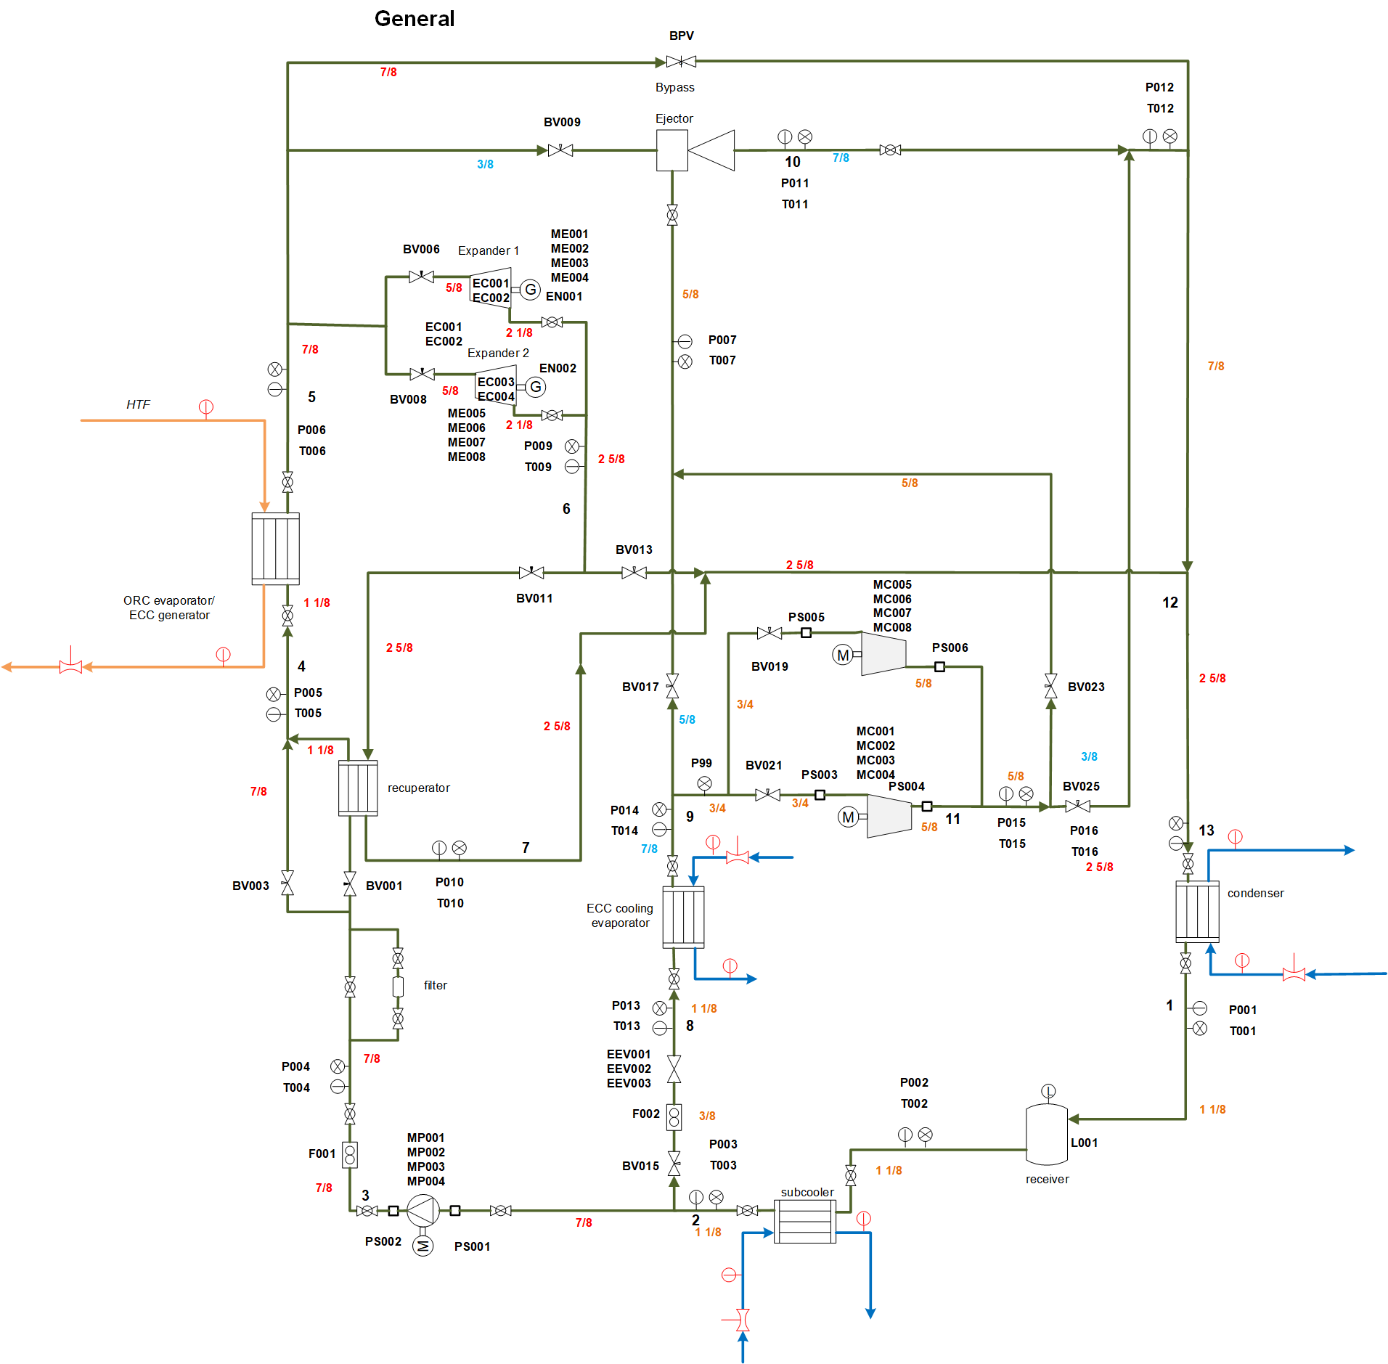 General
BPV
7/8
Bypass
P012
T012
Ejector
BV009
3/8
10
7/8
P011
T011
ME001
ME002
ME003
ME004
BV006
Expander 1
5/8
EC001
EC002
G
EN001
5/8
2 1/8
EC001
EC002
P007
T007
7/8
Expander 2
7/8
EN002
EC003
EC004
G
5/8
BV008
5
HTF
ME005
ME006
ME007
ME008
2 1/8
P006
T006
P009
T009
2 5/8
5/8
6
BV013
2 5/8
BV011
MC005
MC006
MC007
MC008
12
ORC evaporator/
ECC generator
1 1/8
PS005
2 5/8
M
PS006
4
BV019
5/8
BV017
BV023
2 5/8
P005
T005
3/4
5/8
2 5/8
MC001
MC002
MC003
MC004
1 1/8
3/8
P99
BV021
PS003
PS004
5/8
BV025
7/8
recuperator
3/4
3/4
M
5/8
11
P014
T014
9
P015
T015
P016
T016
13
7
7/8
2 5/8
BV003
BV001
P010
T010
condenser
ECC cooling
evaporator
filter
P013
T013
1 1/8
8
1
P001
T001
7/8
P004
T004
EEV001
EEV002
EEV003
P002
T002
L
F002
3/8
1 1/8
MP001
MP002
MP003
MP004
F001
P003
T003
L001
BV015
1 1/8
receiver
7/8
3
subcooler
2
7/8
1 1/8
PS002
M
PS001